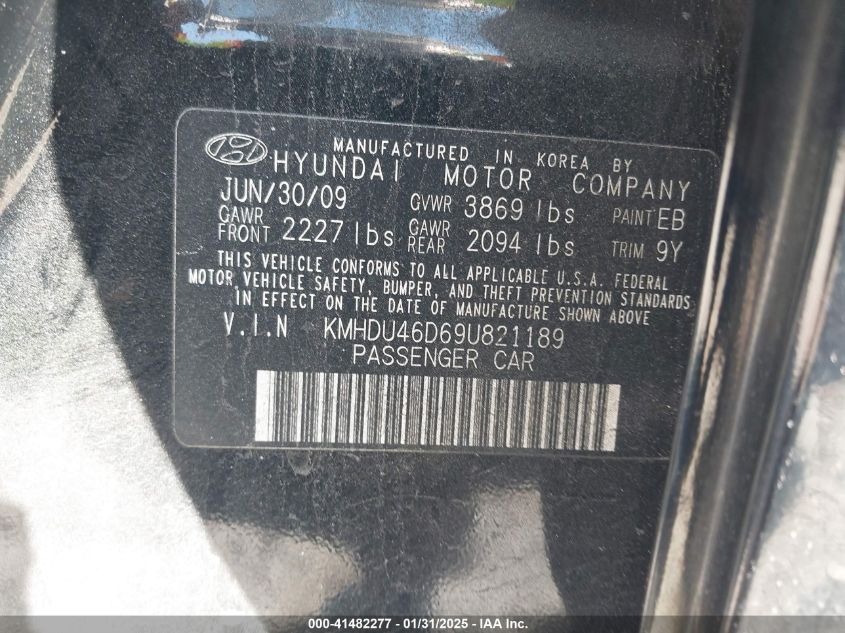 MANUFACTURED IN KOREA BY
HYUNDAI MOTOR COMPANY
JUN/30/09 GVWR 3869 lbs PAINT EB
GAWR FRONT 2227 lbs GAWR REAR 2094 lbs TRIM 9Y
THIS VEHICLE CONFORMS TO ALL APPLICABLE U.S.A. FEDERAL
MOTOR VEHICLE SAFETY, BUMPER, AND THEFT PREVENTION STANDARDS
IN EFFECT ON THE DATE OF MANUFACTURE SHOWN ABOVE
V.I.N KMHDU46D69U821189
PASSENGER CAR
000-41482277 - 01/31/2025 - IAA Inc.